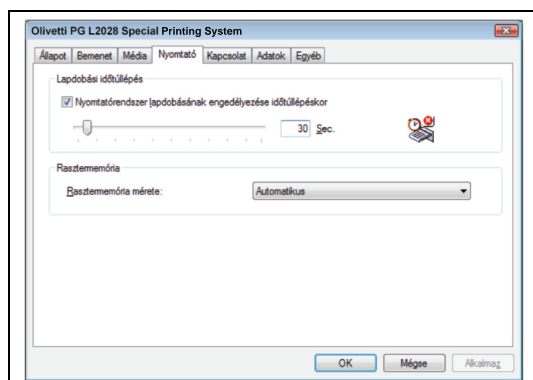 Olivetti PG L2028 Special Printing System
Állapot Bemenet Média Nyomtató Kapcsolat Adatok Egyéb
Lapdobási időtúllépés
Nyomtatórendszer lapdobásának engedélyezése időtúllépéskor
30 Sec.
Rasztermemória
Rasztermemória mérete: Automatikus
OK Mégse Alkalmaz